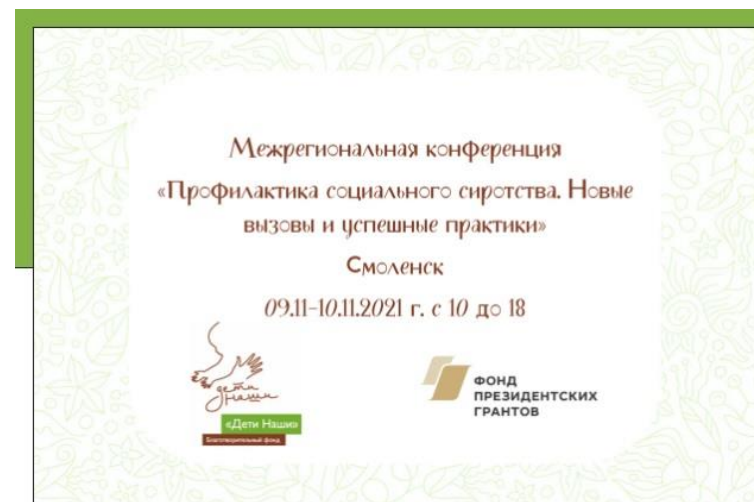 Межрегиональная конференция
«Профилактика социального сиротства. Новые
вызовы и успешные практики»
Смоленск
09.11-10.11.2021 г. с 10 до 18
дети
наши
«Дети Наши»
Благотворительный фонд
ФОНД
ПРЕЗИДЕНТСКИХ
ГРАНТОВ